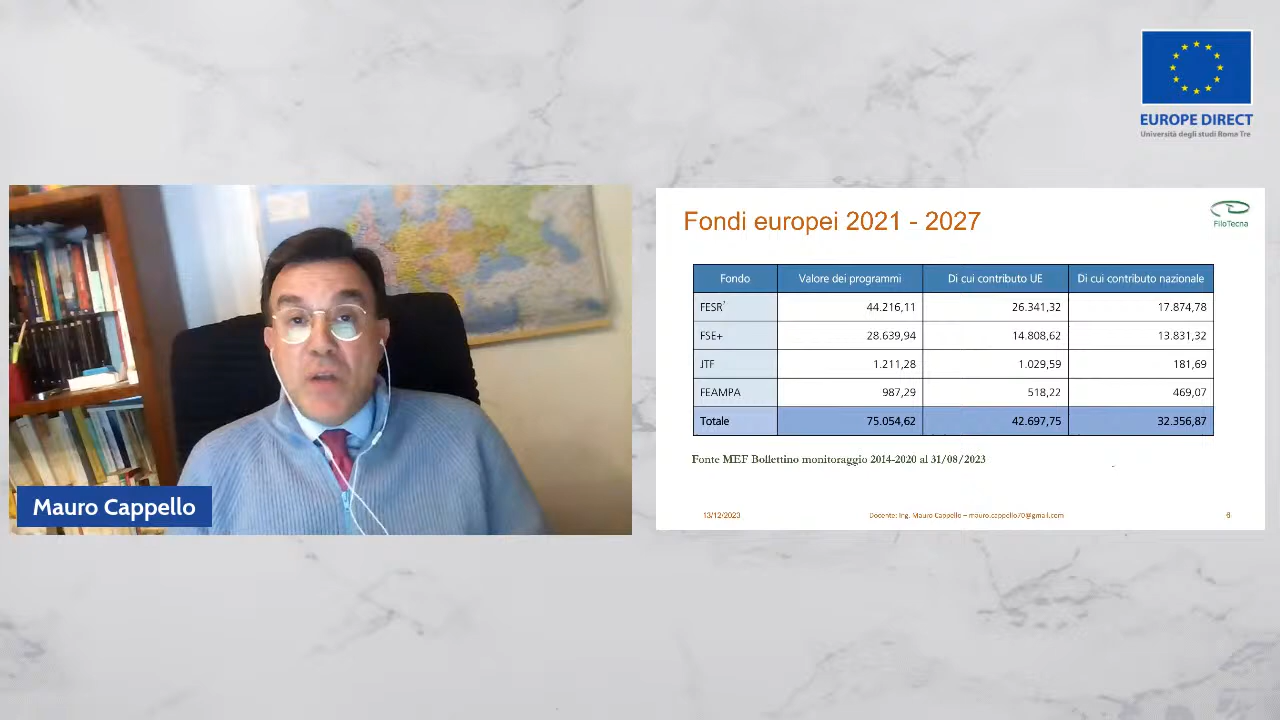 EUROPE DIRECT
Università degli studi Roma Tre
Mauro Cappello
Fondi europei 2021 - 2027
FiloTecna
Fondo Valore dei programmi Di cui contributo UE Di cui contributo nazionale
FESR 44.216,11 26.341,32 17.874,78
FSE+ 28.639,94 14.808,62 13.831,32
JTF 1.211,28 1.029,59 181,69
FEAMPA 987,29 518,22 469,07
Totale 75.054,62 42.697,75 32.356,87
Fonte MEF Bollettino monitoraggio 2014-2020 al 31/08/2023
13/12/2023 Docente: Ing. Mauro Cappello – mauro.cappello70@gmail.com 6